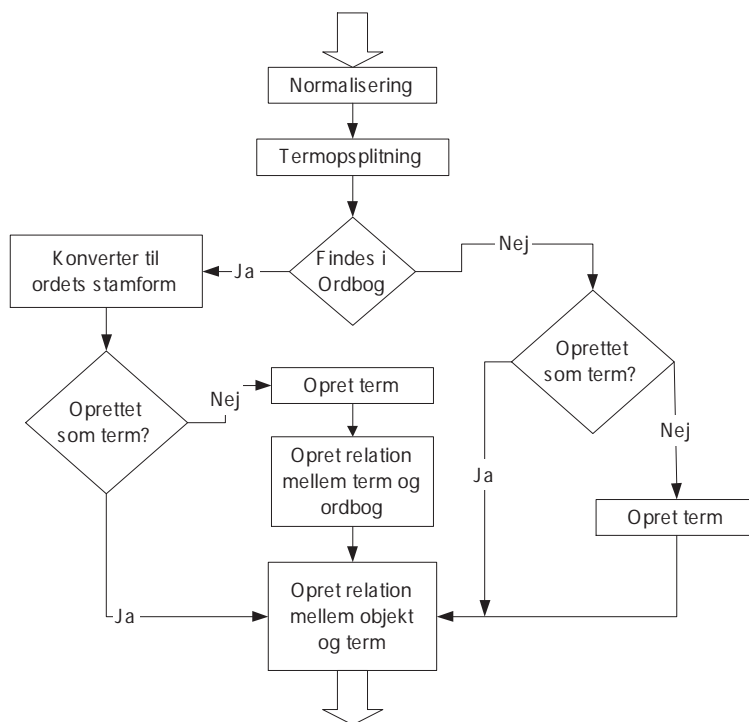 Normalisering
Termopsplitning
Findes i
Ordbog
Ja
Nej
Konverter til
ordets stamform
Oprettet
som term?
Nej
Opret term
Oprettet
som term?
Nej
Ja
Opret relation
mellem term og
ordbog
Opret term
Opret relation
mellem objekt
og term
Ja